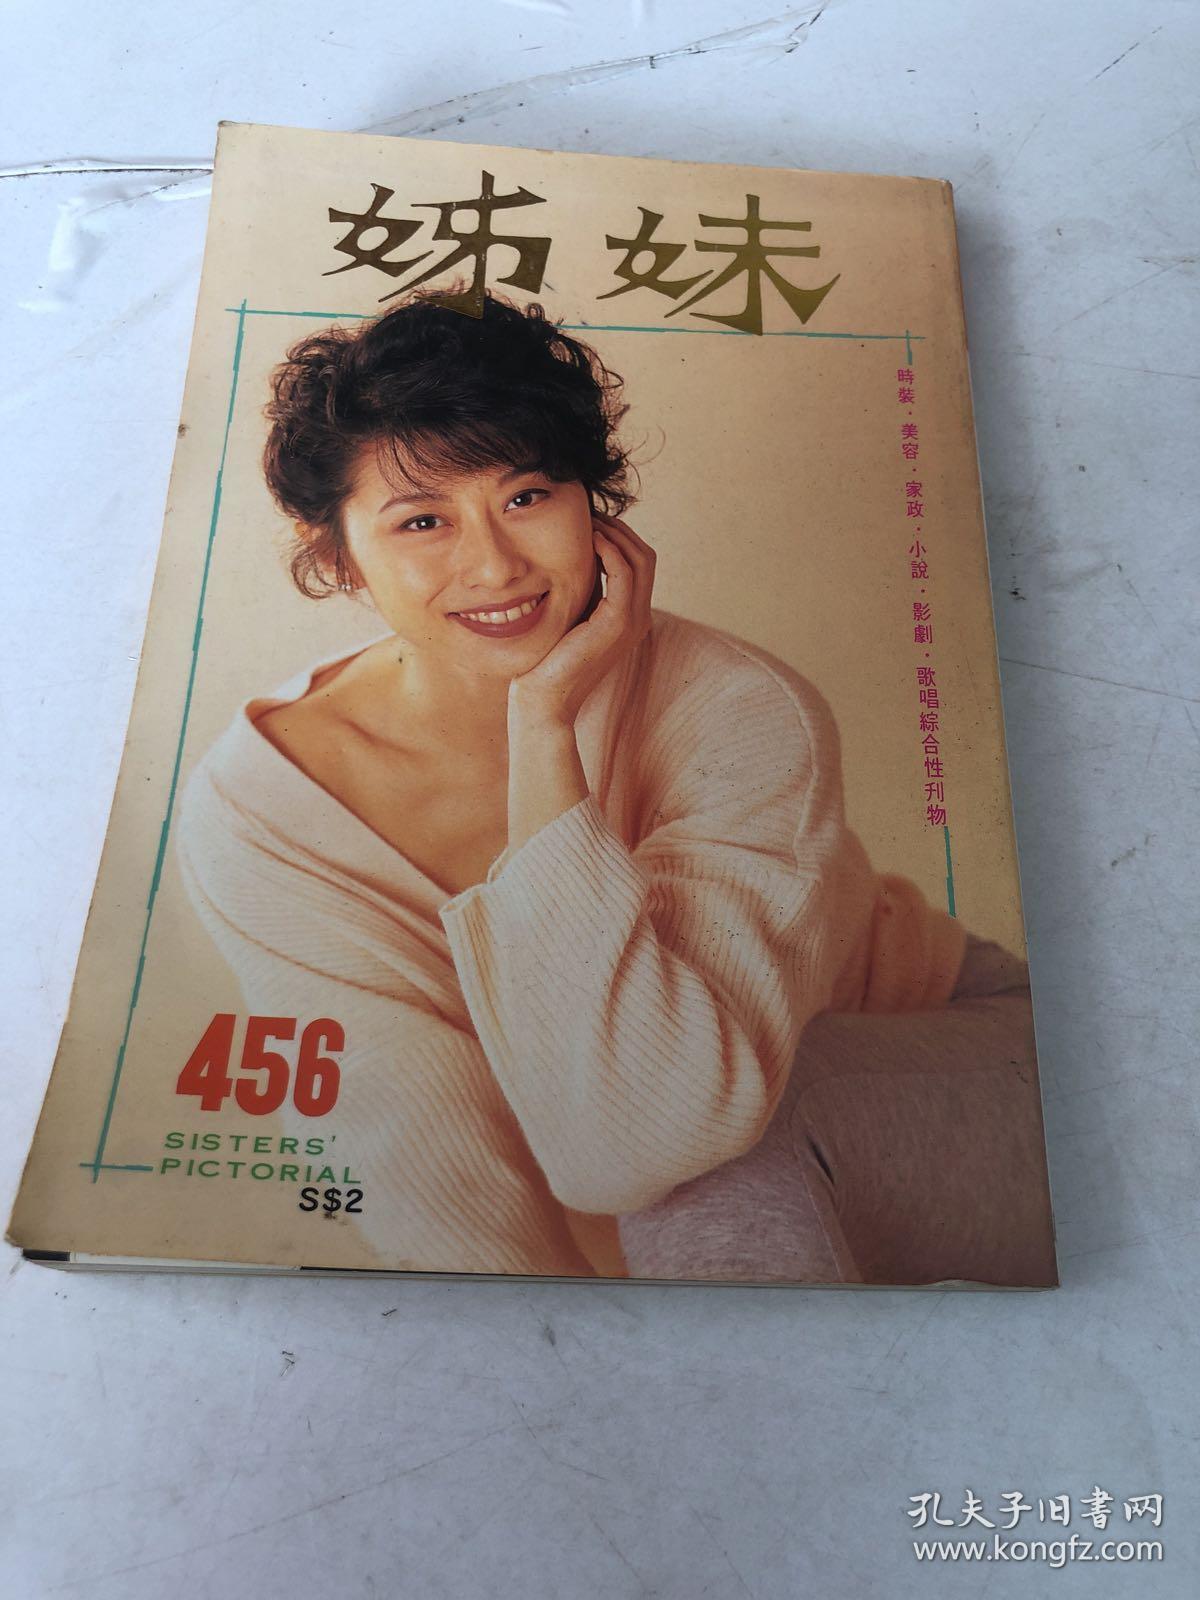 姊妹
時裝·美容·家政·小說·影劇·歌唱綜合性刋物
456
SISTERS'
PICTORIAL
S$2
孔夫子旧书网
www.kongfz.com